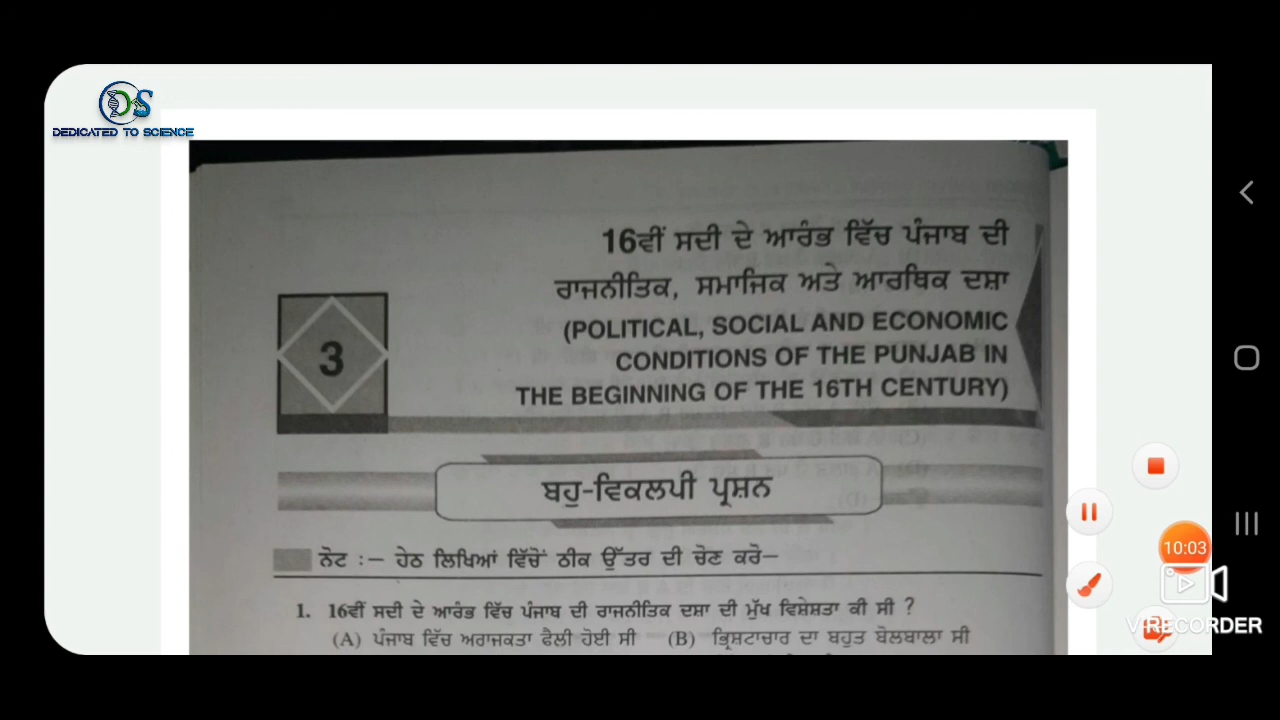 DS
DEDICATED TO SCIENCE
16ਵੀਂ ਸਦੀ ਦੇ ਆਰੰਭ ਵਿੱਚ ਪੰਜਾਬ ਦੀ
ਰਾਜਨੀਤਿਕ, ਸਮਾਜਿਕ ਅਤੇ ਆਰਥਿਕ ਦਸ਼ਾ
(POLITICAL, SOCIAL AND ECONOMIC
CONDITIONS OF THE PUNJAB IN
THE BEGINNING OF THE 16TH CENTURY)
3
ਬਹੁ-ਵਿਕਲਪੀ ਪ੍ਰਸ਼ਨ
ਨੋਟ :– ਹੇਠ ਲਿਖਿਆਂ ਵਿੱਚੋਂ ਠੀਕ ਉੱਤਰ ਦੀ ਚੋਣ ਕਰੋ–
1. 16ਵੀਂ ਸਦੀ ਦੇ ਆਰੰਭ ਵਿੱਚ ਪੰਜਾਬ ਦੀ ਰਾਜਨੀਤਿਕ ਦਸ਼ਾ ਦੀ ਮੁੱਖ ਵਿਸ਼ੇਸ਼ਤਾ ਕੀ ਸੀ ?
(A) ਪੰਜਾਬ ਵਿੱਚ ਅਰਾਜਕਤਾ ਫੈਲੀ ਹੋਈ ਸੀ (B) ਭ੍ਰਿਸ਼ਟਾਚਾਰ ਦਾ ਬਹੁਤ ਬੋਲਬਾਲਾ ਸੀ
10:03
V RECORDER